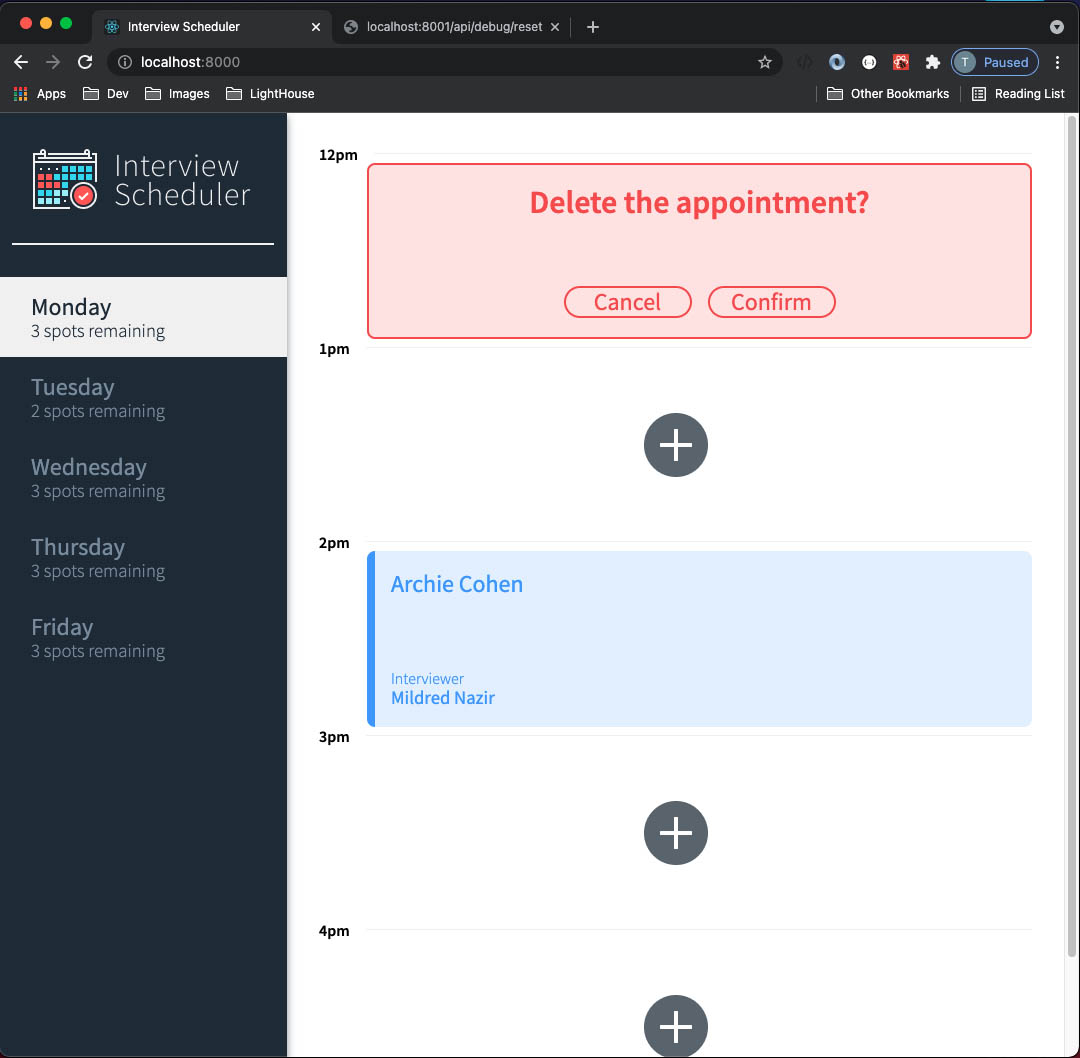 Interview Scheduler
localhost:8001/api/debug/reset
localhost:8000
T Paused
Apps
Dev
Images
LightHouse
Other Bookmarks
Reading List
Interview
Scheduler
Monday
3 spots remaining
Tuesday
2 spots remaining
Wednesday
3 spots remaining
Thursday
3 spots remaining
Friday
3 spots remaining
12pm
Delete the appointment?
Cancel
Confirm
1pm
2pm
Archie Cohen
Interviewer
Mildred Nazir
3pm
4pm